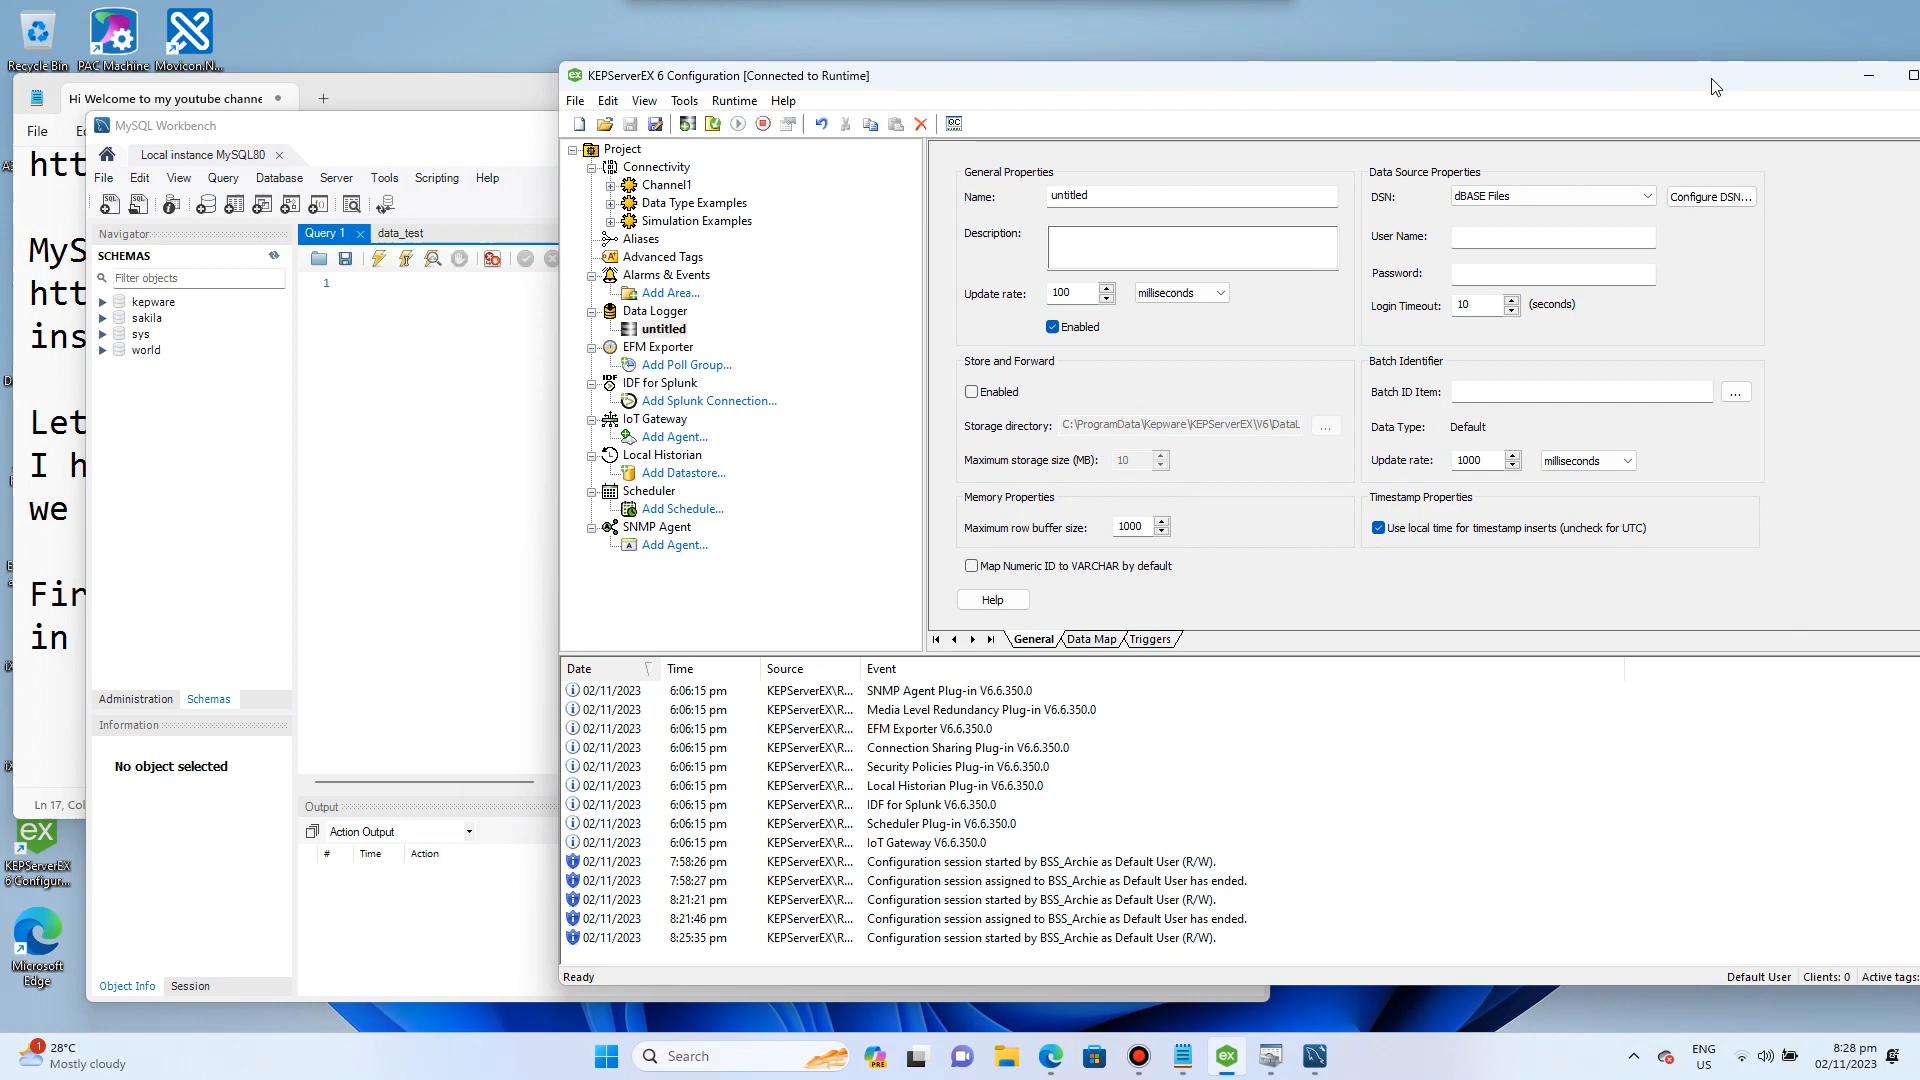 Recycle Bin
PAC Machine
Movicon.N...
Hi Welcome to my youtube channe
File
htt
MyS
htt
ins
Let
I h
we
Fin
in
Ln 17, Col
KEPServerEX
6 Configur...
Microsoft
Edge
MySQL Workbench
Local instance MySQL80
File Edit View Query Database Server Tools Scripting Help
Navigator
SCHEMAS
Filter objects
kepware
sakila
sys
world
Administration Schemas
Information
No object selected
Object Info Session
Query 1
data_test
1
Output
Action Output
# Time Action
KEPServerEX 6 Configuration [Connected to Runtime]
File Edit View Tools Runtime Help
Project
Connectivity
Channel1
Data Type Examples
Simulation Examples
Aliases
Advanced Tags
Alarms & Events
Add Area...
Data Logger
untitled
EFM Exporter
Add Poll Group...
IDF for Splunk
Add Splunk Connection...
IoT Gateway
Add Agent...
Local Historian
Add Datastore...
Scheduler
Add Schedule...
SNMP Agent
Add Agent...
General Properties
Name: untitled
Description:
Update rate: 100 milliseconds
Enabled
Store and Forward
Enabled
Storage directory: C:\ProgramData\Kepware\KEPServerEX\V6\DataL ...
Maximum storage size (MB): 10
Memory Properties
Maximum row buffer size: 1000
Map Numeric ID to VARCHAR by default
Help
Data Source Properties
DSN: dBASE Files Configure DSN...
User Name:
Password:
Login Timeout: 10 (seconds)
Batch Identifier
Batch ID Item: ...
Data Type: Default
Update rate: 1000 milliseconds
Timestamp Properties
Use local time for timestamp inserts (uncheck for UTC)
General Data Map Triggers
Date Time Source Event
02/11/2023 6:06:15 pm KEPServerEX\R... SNMP Agent Plug-in V6.6.350.0
02/11/2023 6:06:15 pm KEPServerEX\R... Media Level Redundancy Plug-in V6.6.350.0
02/11/2023 6:06:15 pm KEPServerEX\R... EFM Exporter V6.6.350.0
02/11/2023 6:06:15 pm KEPServerEX\R... Connection Sharing Plug-in V6.6.350.0
02/11/2023 6:06:15 pm KEPServerEX\R... Security Policies Plug-in V6.6.350.0
02/11/2023 6:06:15 pm KEPServerEX\R... Local Historian Plug-in V6.6.350.0
02/11/2023 6:06:15 pm KEPServerEX\R... IDF for Splunk V6.6.350.0
02/11/2023 6:06:15 pm KEPServerEX\R... Scheduler Plug-in V6.6.350.0
02/11/2023 6:06:15 pm KEPServerEX\R... IoT Gateway V6.6.350.0
02/11/2023 7:58:26 pm KEPServerEX\R... Configuration session started by BSS_Archie as Default User (R/W).
02/11/2023 7:58:27 pm KEPServerEX\R... Configuration session assigned to BSS_Archie as Default User has ended.
02/11/2023 8:21:21 pm KEPServerEX\R... Configuration session started by BSS_Archie as Default User (R/W).
02/11/2023 8:21:46 pm KEPServerEX\R... Configuration session assigned to BSS_Archie as Default User has ended.
02/11/2023 8:25:35 pm KEPServerEX\R... Configuration session started by BSS_Archie as Default User (R/W).
Ready
Default User Clients: 0 Active tags:
1
28°C
Mostly cloudy
Search
PRE
ENG
US
8:28 pm
02/11/2023